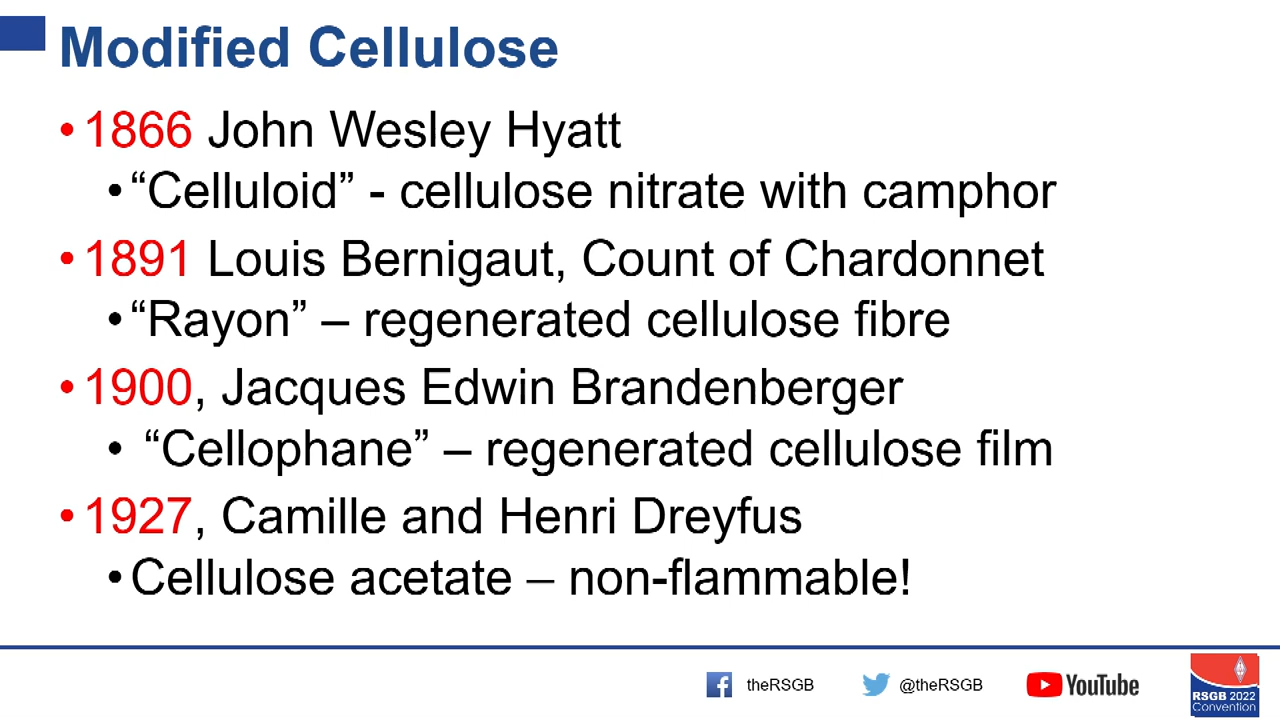 Modified Cellulose
• 1866 John Wesley Hyatt
• “Celluloid” - cellulose nitrate with camphor
• 1891 Louis Bernigaut, Count of Chardonnet
• “Rayon” – regenerated cellulose fibre
• 1900, Jacques Edwin Brandenberger
• “Cellophane” – regenerated cellulose film
• 1927, Camille and Henri Dreyfus
• Cellulose acetate – non-flammable!
theRSGB
@theRSGB
YouTube
RSGB 2022
Convention